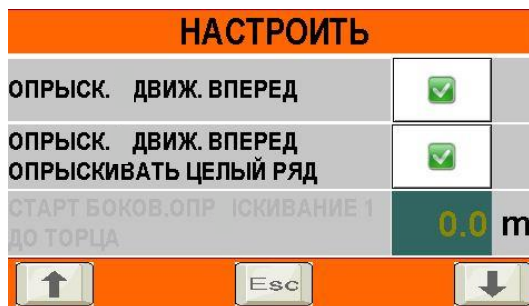 НАСТРОИТЬ
ОПРЫСК. ДВИЖ. ВПЕРЕД
ОПРЫСК. ДВИЖ. ВПЕРЕД
ОПРЫСКИВАТЬ ЦЕЛЫЙ РЯД
СТАРТ БОКОВ.ОПР ІСКИВАНИЕ 1
ДО ТОРЦА
0.0 m
Esc